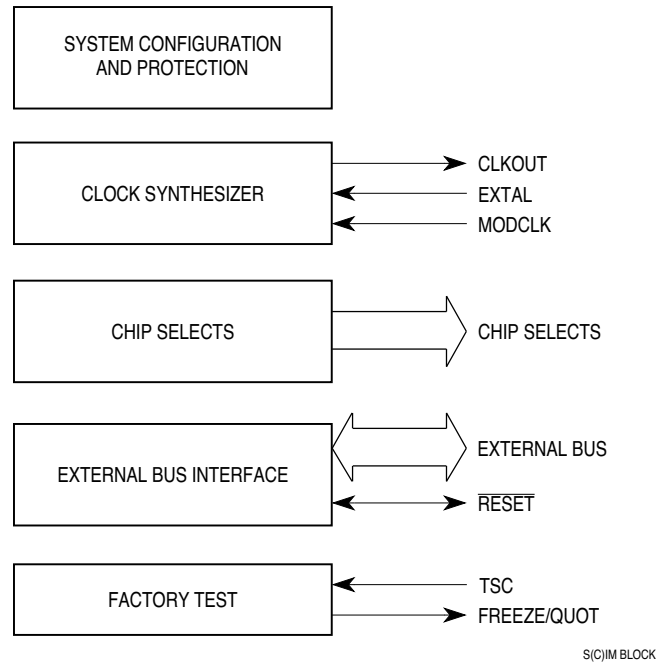 SYSTEM CONFIGURATION
AND PROTECTION
CLOCK SYNTHESIZER
CLKOUT
EXTAL
MODCLK
CHIP SELECTS
CHIP SELECTS
EXTERNAL BUS INTERFACE
EXTERNAL BUS
R̅E̅S̅E̅T̅
FACTORY TEST
TSC
FREEZE/QUOT
S(C)IM BLOCK